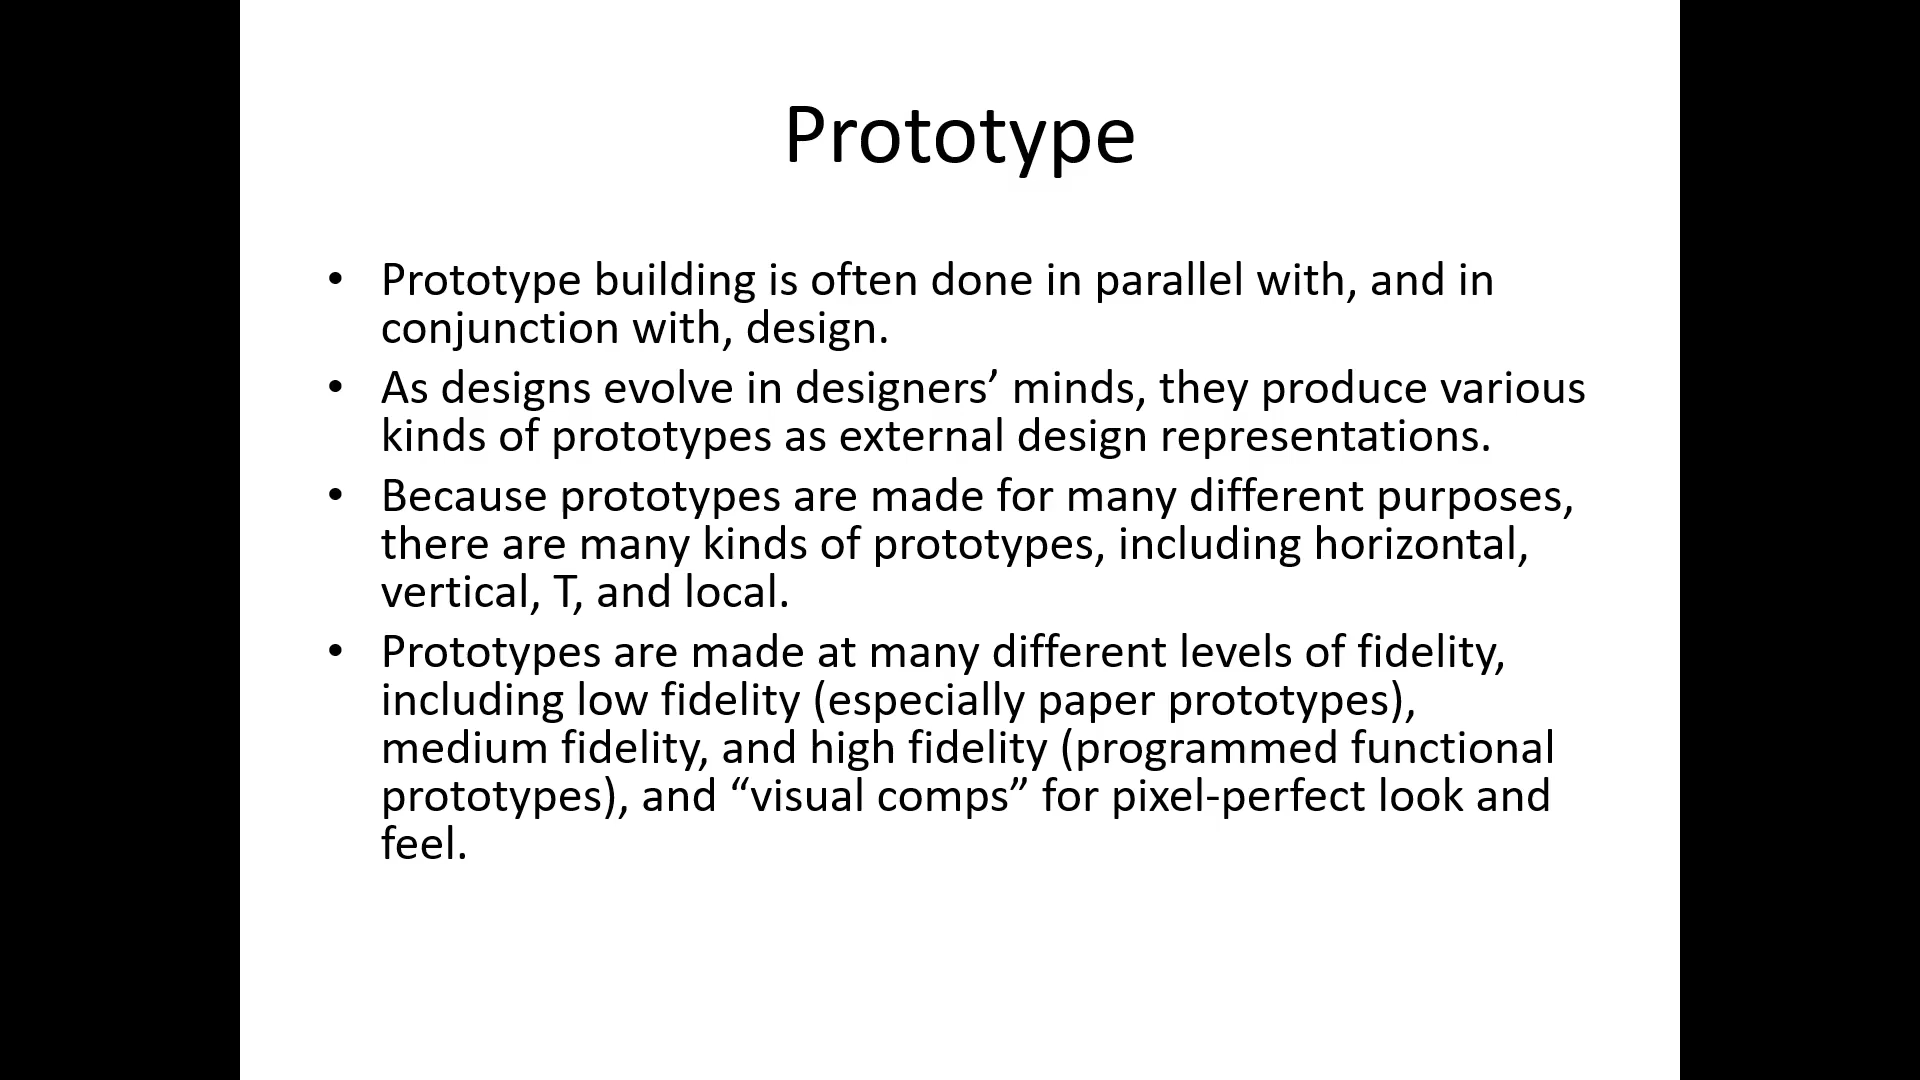 Prototype
• Prototype building is often done in parallel with, and in
conjunction with, design.
• As designs evolve in designers’ minds, they produce various
kinds of prototypes as external design representations.
• Because prototypes are made for many different purposes,
there are many kinds of prototypes, including horizontal,
vertical, T, and local.
• Prototypes are made at many different levels of fidelity,
including low fidelity (especially paper prototypes),
medium fidelity, and high fidelity (programmed functional
prototypes), and “visual comps” for pixel-perfect look and
feel.